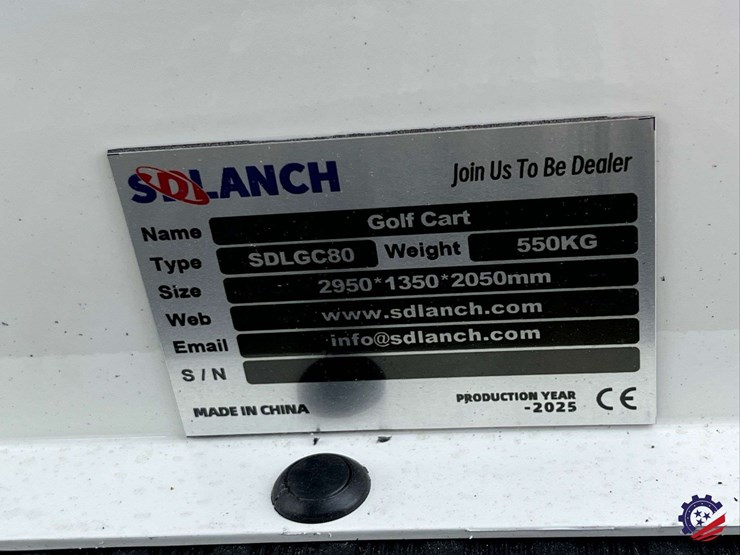 SDLANCH
Join Us To Be Dealer
Name Golf Cart
Type SDLGC80 Weight 550KG
Size 2950*1350*2050mm
Web www.sdlanch.com
Email info@sdlanch.com
S/N
MADE IN CHINA
PRODUCTION YEAR
-2025
CE